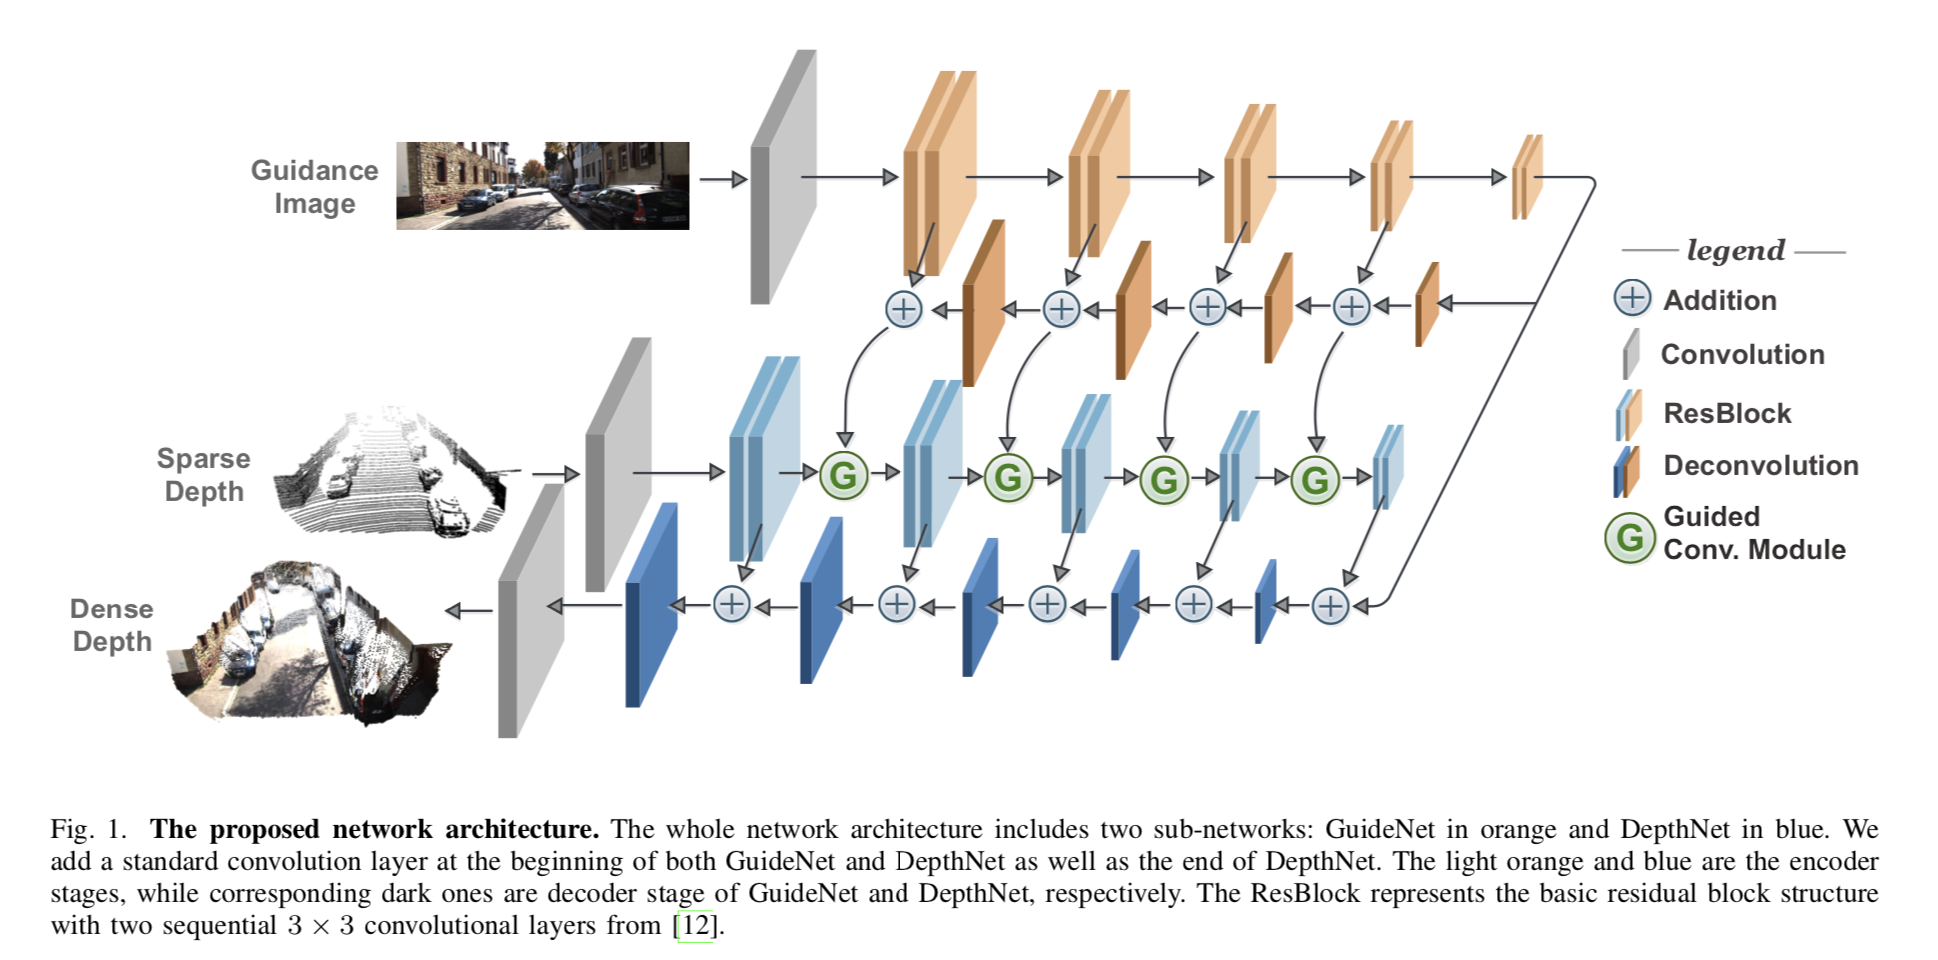 Guidance
Image
legend
Addition
Convolution
Sparse
Depth
G
G
G
G
ResBlock
Deconvolution
G
Guided
Conv. Module
Dense
Depth
Fig. 1. The proposed network architecture. The whole network architecture includes two sub-networks: GuideNet in orange and DepthNet in blue. We
add a standard convolution layer at the beginning of both GuideNet and DepthNet as well as the end of DepthNet. The light orange and blue are the encoder
stages, while corresponding dark ones are decoder stage of GuideNet and DepthNet, respectively. The ResBlock represents the basic residual block structure
with two sequential 3 × 3 convolutional layers from [12].